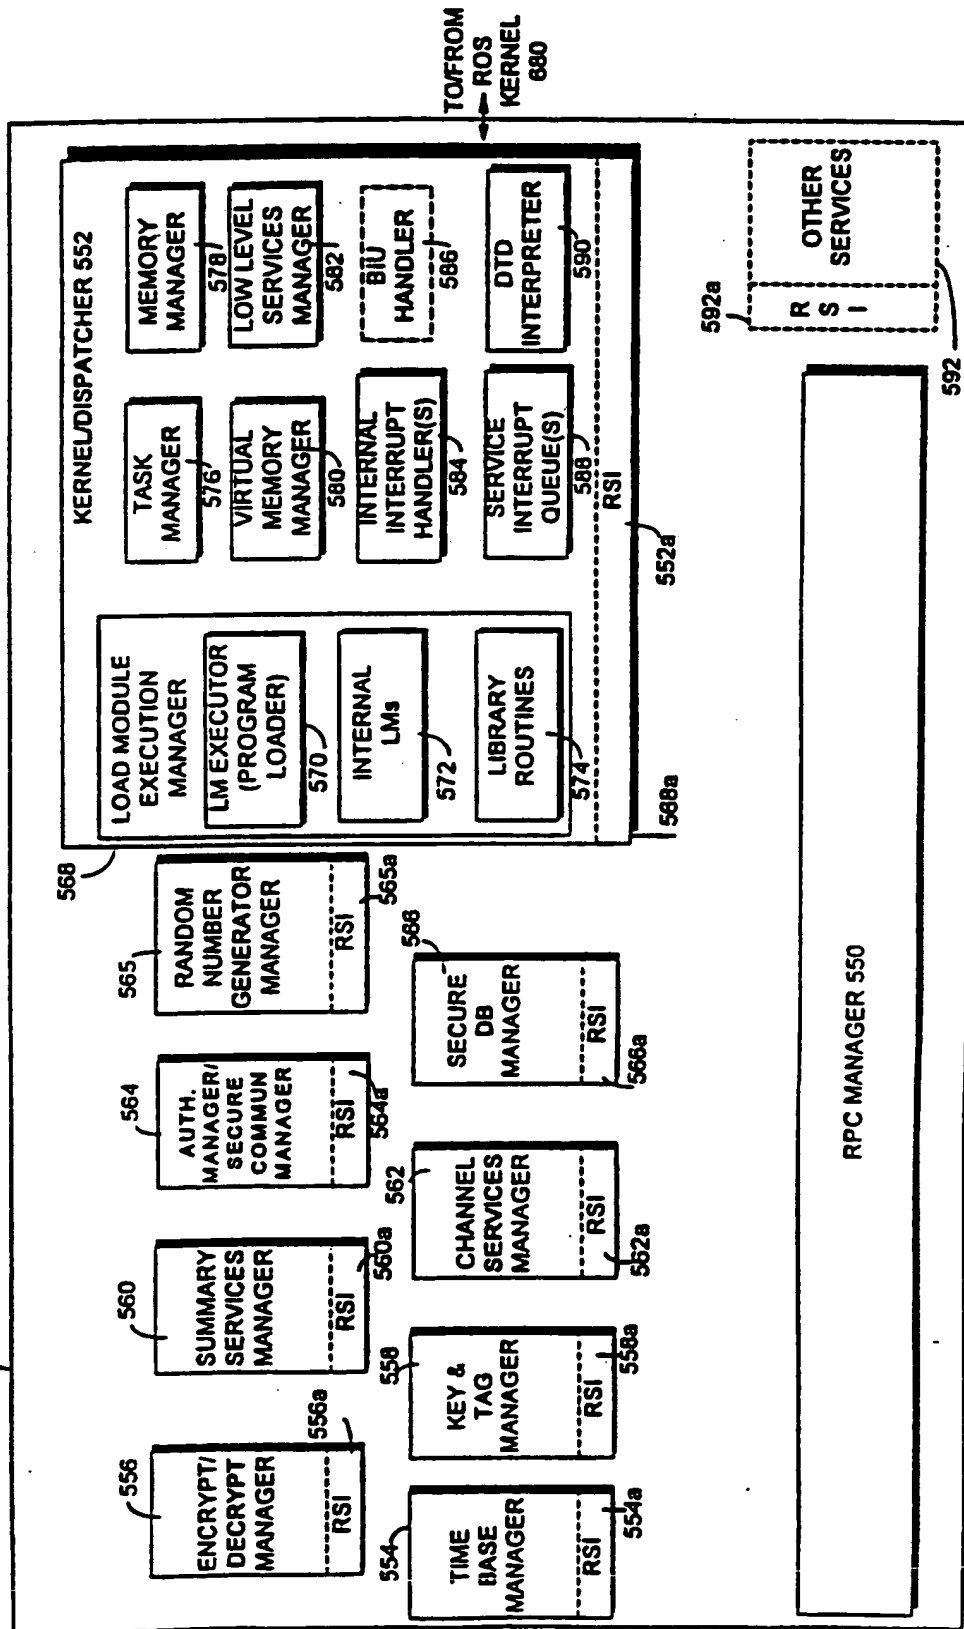 KERNEL/DISPATCHER 552
LOAD MODULE
EXECUTION
MANAGER
LM EXECUTOR
(PROGRAM
LOADER)
570
INTERNAL
LMs
572
LIBRARY
ROUTINES
574
568
568a
TASK
MANAGER
576
MEMORY
MANAGER
578
VIRTUAL
MEMORY
MANAGER
580
LOW LEVEL
SERVICES
MANAGER
582
INTERNAL
INTERRUPT
HANDLER(S)
584
BIU
HANDLER
586
SERVICE
INTERRUPT
QUEUE(S)
588
DTD
INTERPRETER
590
RSI
552a
TO/FROM
ROS
KERNEL
680
556
ENCRYPT/
DECRYPT
MANAGER
RSI
556a
560
SUMMARY
SERVICES
MANAGER
RSI
560a
564
AUTH.
MANAGER/
SECURE
COMMUN
MANAGER
RSI
564a
565
RANDOM
NUMBER
GENERATOR
MANAGER
RSI
565a
554
TIME
BASE
MANAGER
RSI
554a
558
KEY &
TAG
MANAGER
RSI
558a
562
CHANNEL
SERVICES
MANAGER
RSI
562a
566
SECURE
DB
MANAGER
RSI
566a
RPC MANAGER 550
592a
RSI
OTHER
SERVICES
592